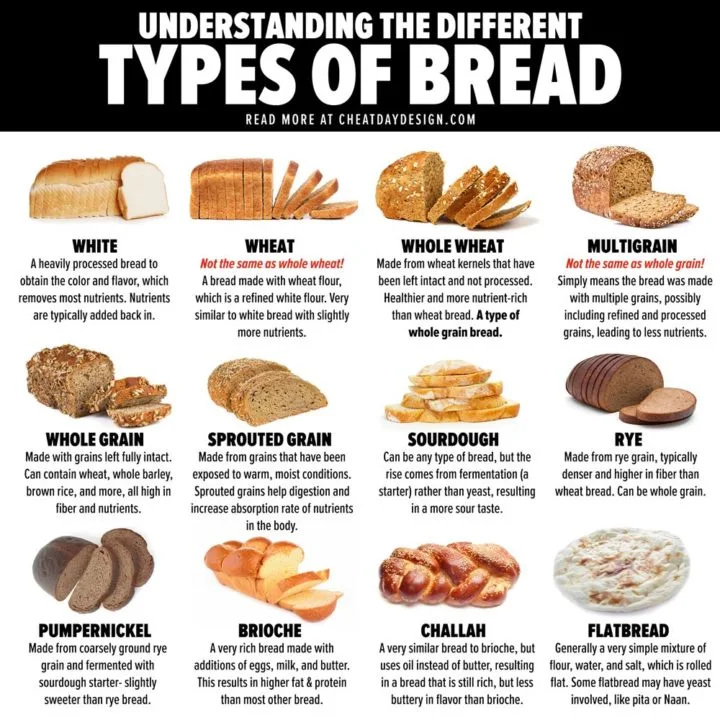 UNDERSTANDING THE DIFFERENT
TYPES OF BREAD
READ MORE AT CHEATDAYDESIGN.COM
WHITE
A heavily processed bread to
obtain the color and flavor, which
removes most nutrients. Nutrients
are typically added back in.
WHEAT
Not the same as whole wheat!
A bread made with wheat flour,
which is a refined white flour. Very
similar to white bread with slightly
more nutrients.
WHOLE WHEAT
Made from wheat kernels that have
been left intact and not processed.
Healthier and more nutrient-rich
than wheat bread. A type of
whole grain bread.
MULTIGRAIN
Not the same as whole grain!
Simply means the bread was made
with multiple grains, possibly
including refined and processed
grains, leading to less nutrients.
WHOLE GRAIN
Made with grains left fully intact.
Can contain wheat, whole barley,
brown rice, and more, all high in
fiber and nutrients.
SPROUTED GRAIN
Made from grains that have been
exposed to warm, moist conditions.
Sprouted grains help digestion and
increase absorption rate of nutrients
in the body.
SOURDOUGH
Can be any type of bread, but the
rise comes from fermentation (a
starter) rather than yeast, resulting
in a more sour taste.
RYE
Made from rye grain, typically
denser and higher in fiber than
wheat bread. Can be whole grain.
PUMPERNICKEL
Made from coarsely ground rye
grain and fermented with
sourdough starter- slightly
sweeter than rye bread.
BRIOCHE
A very rich bread made with
additions of eggs, milk, and butter.
This results in higher fat & protein
than most other bread.
CHALLAH
A very similar bread to brioche, but
uses oil instead of butter, resulting
in a bread that is still rich, but less
buttery in flavor than brioche.
FLATBREAD
Generally a very simple mixture of
flour, water, and salt, which is rolled
flat. Some flatbread may have yeast
involved, like pita or Naan.